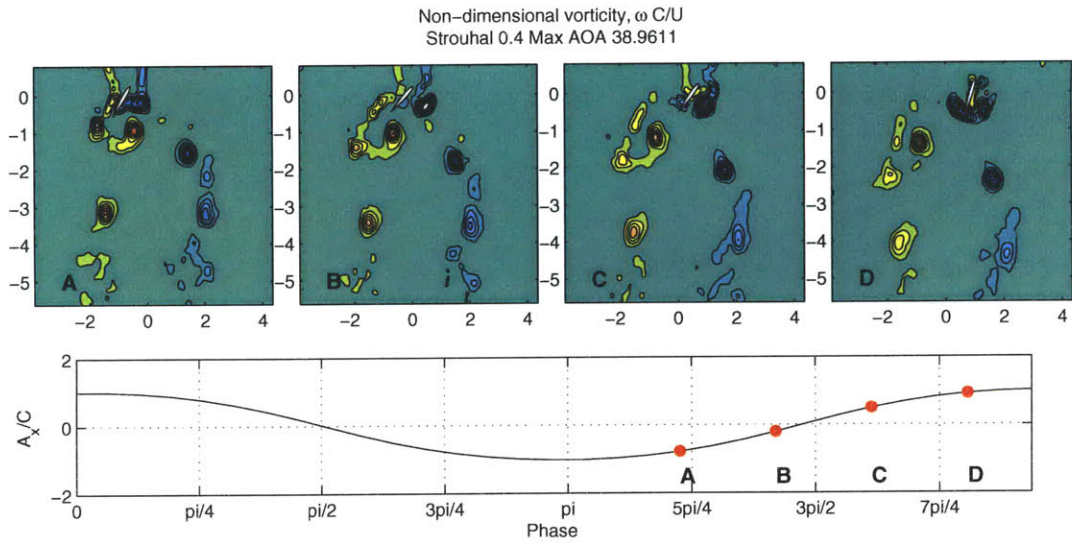 Non-dimensional vorticity, ω C/U
Strouhal 0.4 Max AOA 38.9611
0
-1
-2
-3
-4
-5
A
-2 0 2 4
0
-1
-2
-3
-4
-5
B
i
-2 0 2 4
0
-1
-2
-3
-4
-5
C
-2 0 2 4
0
-1
-2
-3
-4
-5
D
-2 0 2 4
2
0
-2
A_x/C
A B C D
0 pi/4 pi/2 3pi/4 pi 5pi/4 3pi/2 7pi/4
Phase